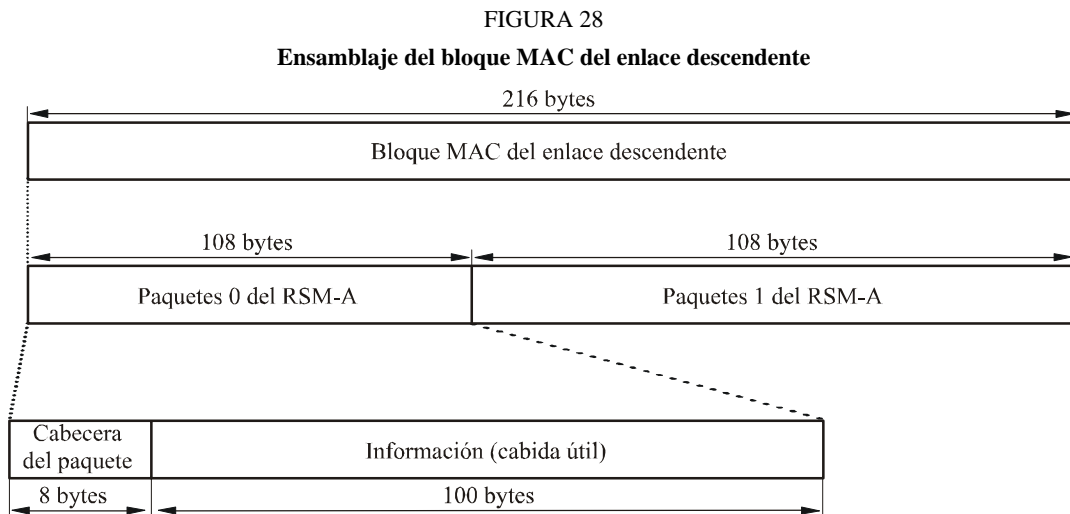 FIGURA 28
Ensamblaje del bloque MAC del enlace descendente
216 bytes
Bloque MAC del enlace descendente
108 bytes
108 bytes
Paquetes 0 del RSM-A
Paquetes 1 del RSM-A
Cabecera
del paquete
Información (cabida útil)
8 bytes
100 bytes